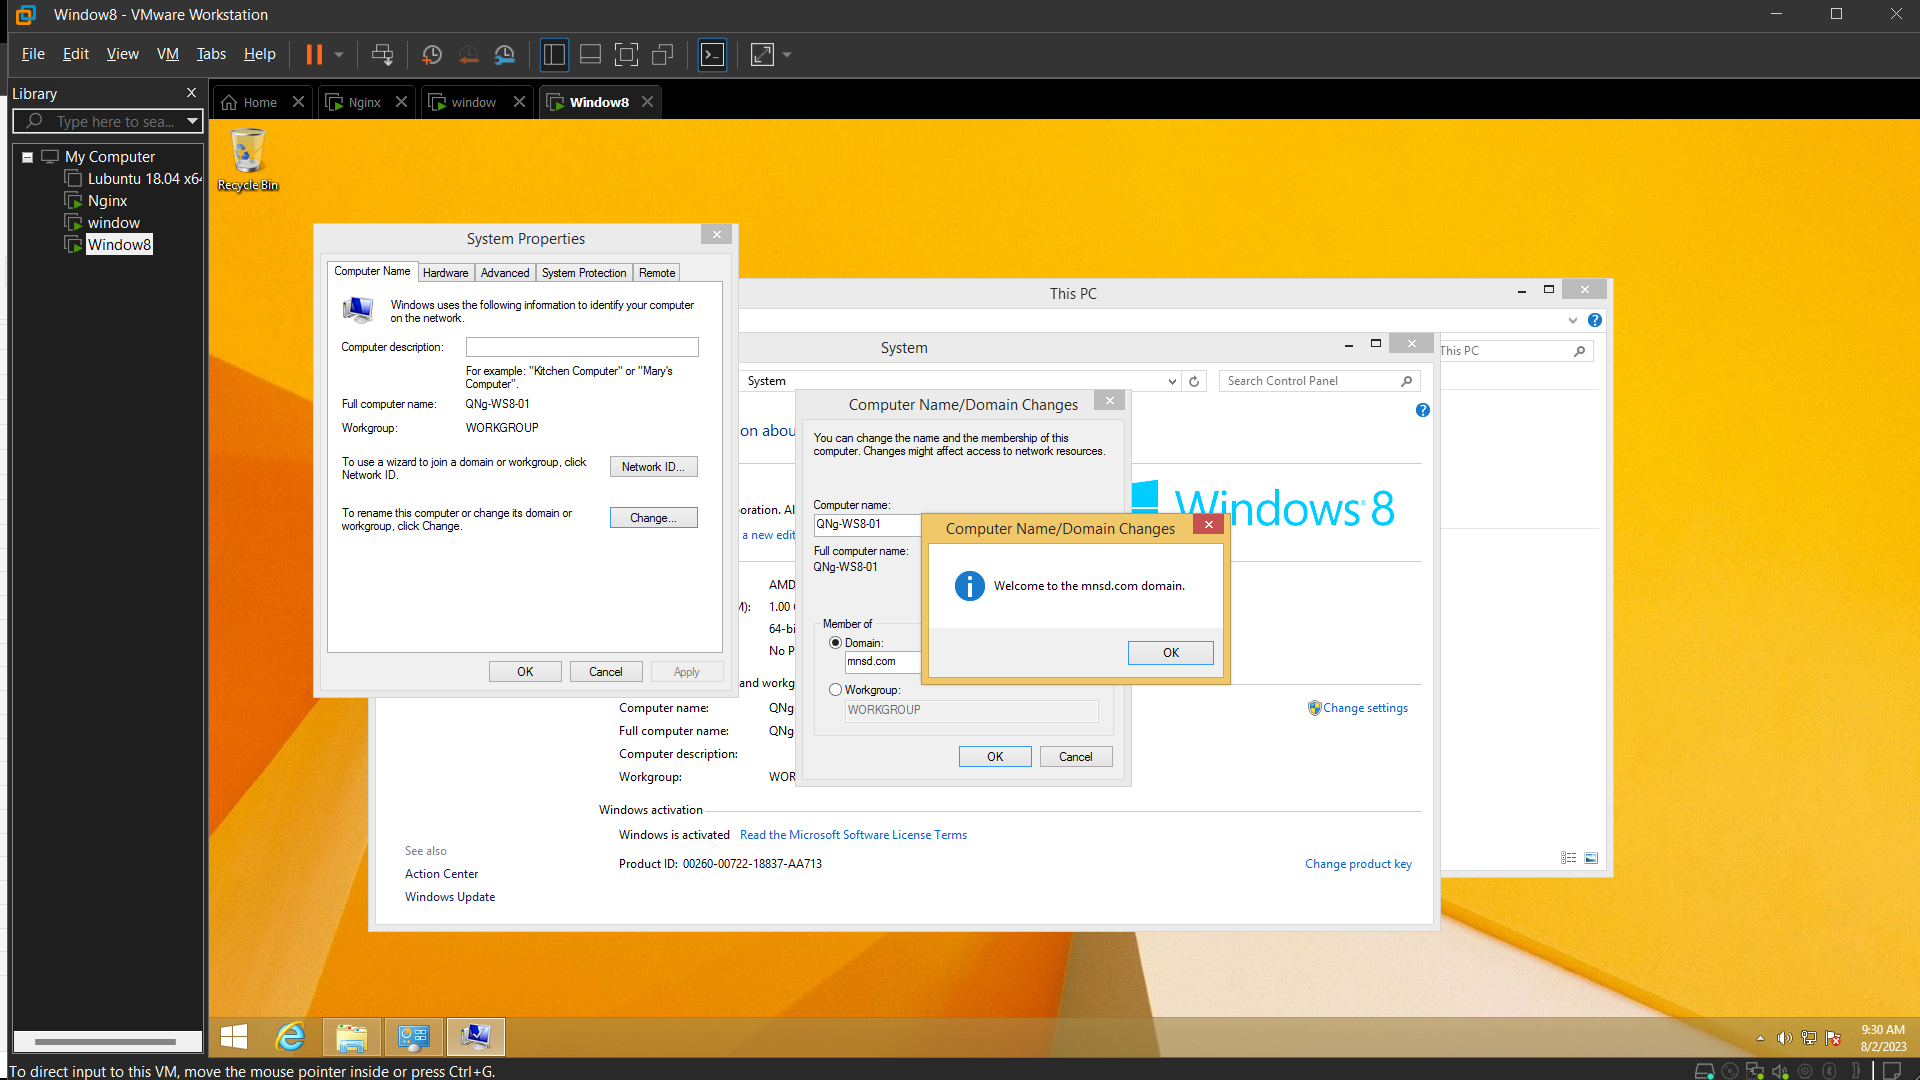 Window8 - VMware Workstation
File Edit View VM Tabs Help
Library
Type here to sea...
My Computer
Lubuntu 18.04 x64
Nginx
window
Window8
Home
Nginx
window
Window8
Recycle Bin
System Properties
Computer Name
Hardware
Advanced
System Protection
Remote
Windows uses the following information to identify your computer
on the network.
Computer description:
For example: "Kitchen Computer" or "Mary's
Computer".
Full computer name: QNg-WS8-01
Workgroup: WORKGROUP
To use a wizard to join a domain or workgroup, click
Network ID.
Network ID...
To rename this computer or change its domain or
workgroup, click Change.
Change...
OK
Cancel
Apply
This PC
This PC
System
System
Search Control Panel
on abou
oration. Al
a new edit
Windows 8
AMD
M): 1.00
64-bi
No P
and workg
Computer name: QNg
Full computer name: QNg
Computer description:
Workgroup: WOR
Change settings
Windows activation
Windows is activated Read the Microsoft Software License Terms
Product ID: 00260-00722-18837-AA713
Change product key
See also
Action Center
Windows Update
Computer Name/Domain Changes
You can change the name and the membership of this
computer. Changes might affect access to network resources.
Computer name:
QNg-WS8-01
Full computer name:
QNg-WS8-01
Member of
Domain:
mnsd.com
Workgroup:
WORKGROUP
OK
Cancel
Computer Name/Domain Changes
Welcome to the mnsd.com domain.
OK
9:30 AM
8/2/2023
To direct input to this VM, move the mouse pointer inside or press Ctrl+G.